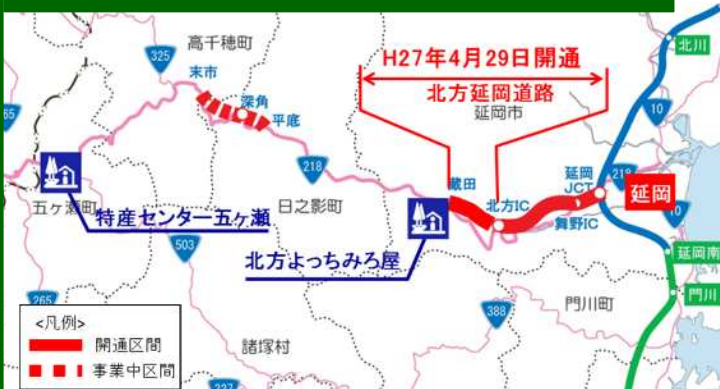 高千穂町
325
末市
深角
平底
H27年4月29日開通
北方延岡道路
延岡市
北川
10
265
218
五ヶ瀬町
特産センター五ヶ瀬
日之影町
蔵田
北方IC
延岡
JCT
舞野IC
218
延岡
10
503
北方よっちみろ屋
延岡南
門川
門川町
388
265
諸塚村
327
<凡例>
開通区間
事業中区間